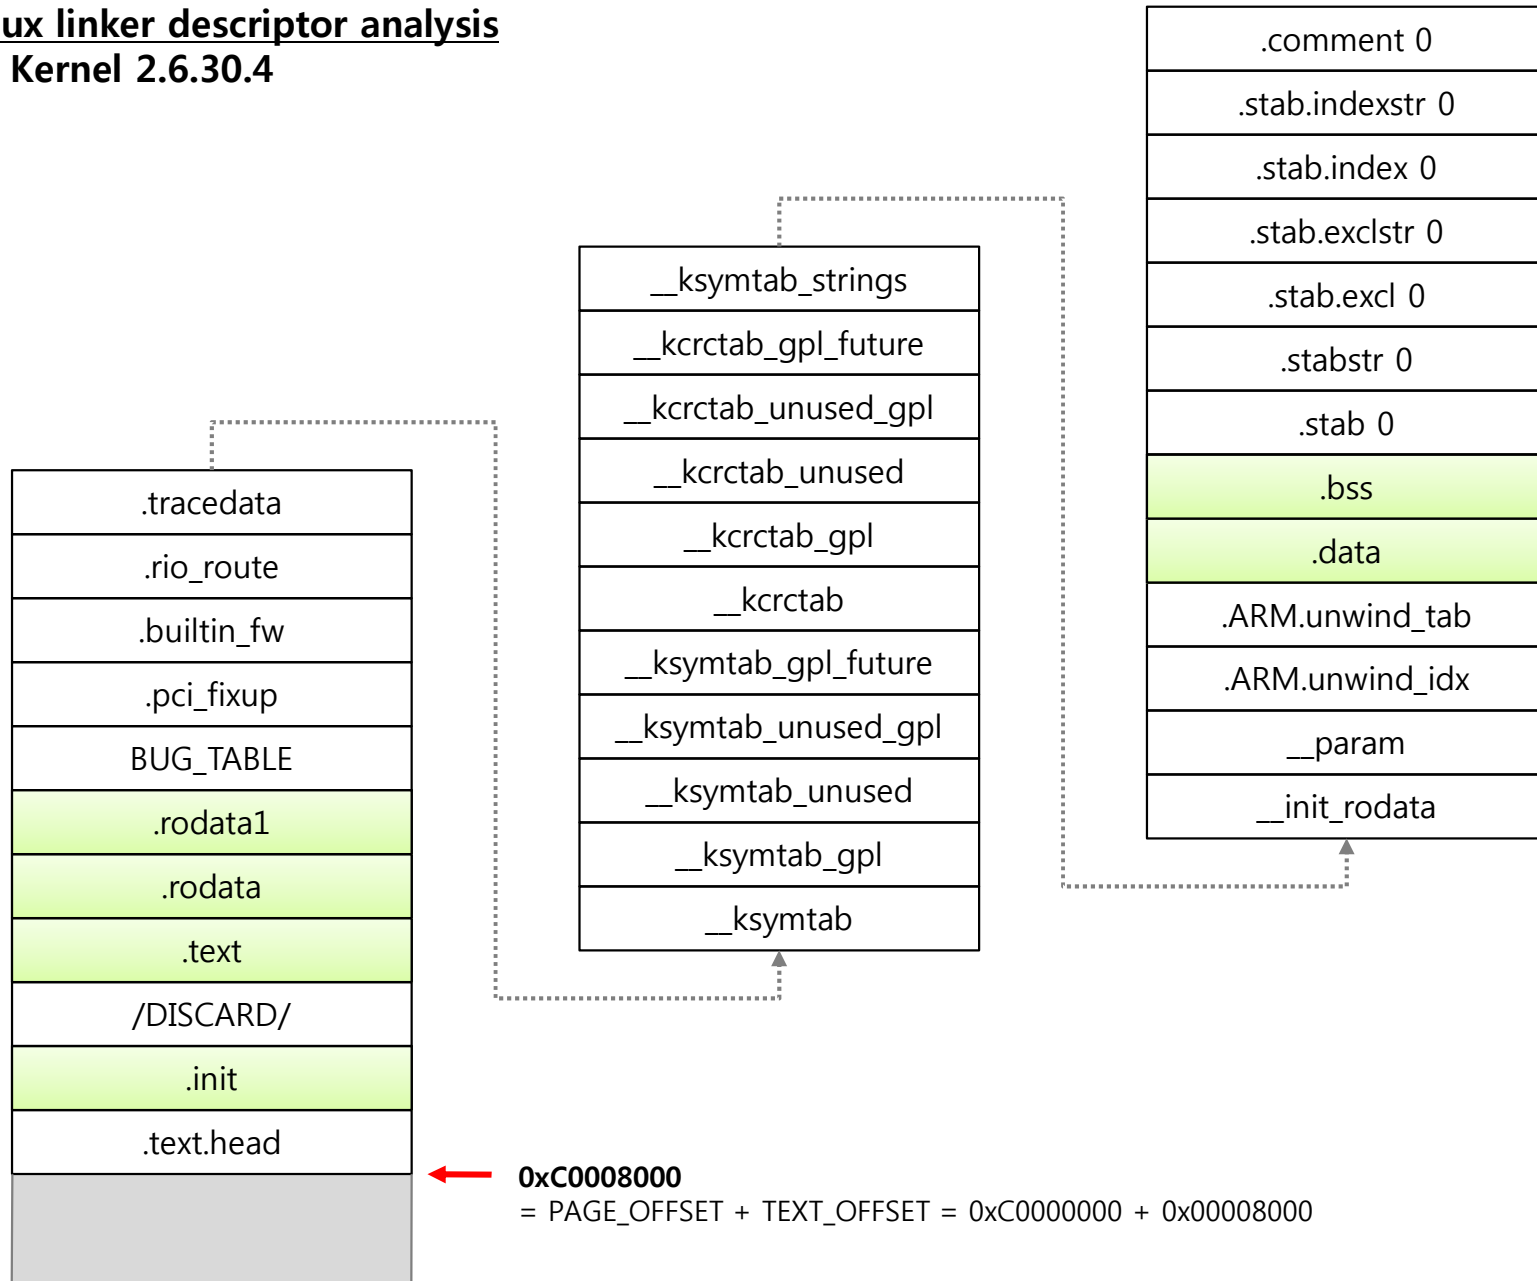 ux linker descriptor analysis
Kernel 2.6.30.4
.tracedata
.rio_route
.builtin_fw
.pci_fixup
BUG_TABLE
.rodata1
.rodata
.text
/DISCARD/
.init
.text.head
__ksymtab_strings
__kcrctab_gpl_future
__kcrctab_unused_gpl
__kcrctab_unused
__kcrctab_gpl
__kcrctab
__ksymtab_gpl_future
__ksymtab_unused_gpl
__ksymtab_unused
__ksymtab_gpl
__ksymtab
.comment 0
.stab.indexstr 0
.stab.index 0
.stab.exclstr 0
.stab.excl 0
.stabstr 0
.stab 0
.bss
.data
.ARM.unwind_tab
.ARM.unwind_idx
__param
__init_rodata
0xC0008000
= PAGE_OFFSET + TEXT_OFFSET = 0xC0000000 + 0x00008000